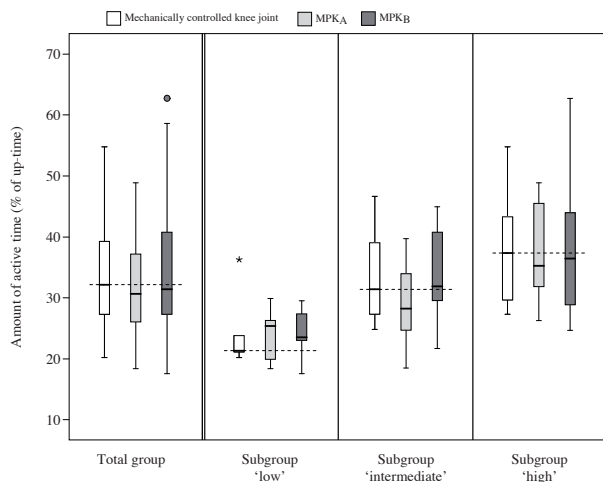 Mechanically controlled knee joint MPKA MPKB
Amount of active time (% of up-time)
70
60
50
40
30
20
10
*
Total group
Subgroup
‘low’
Subgroup
‘intermediate’
Subgroup
‘high’